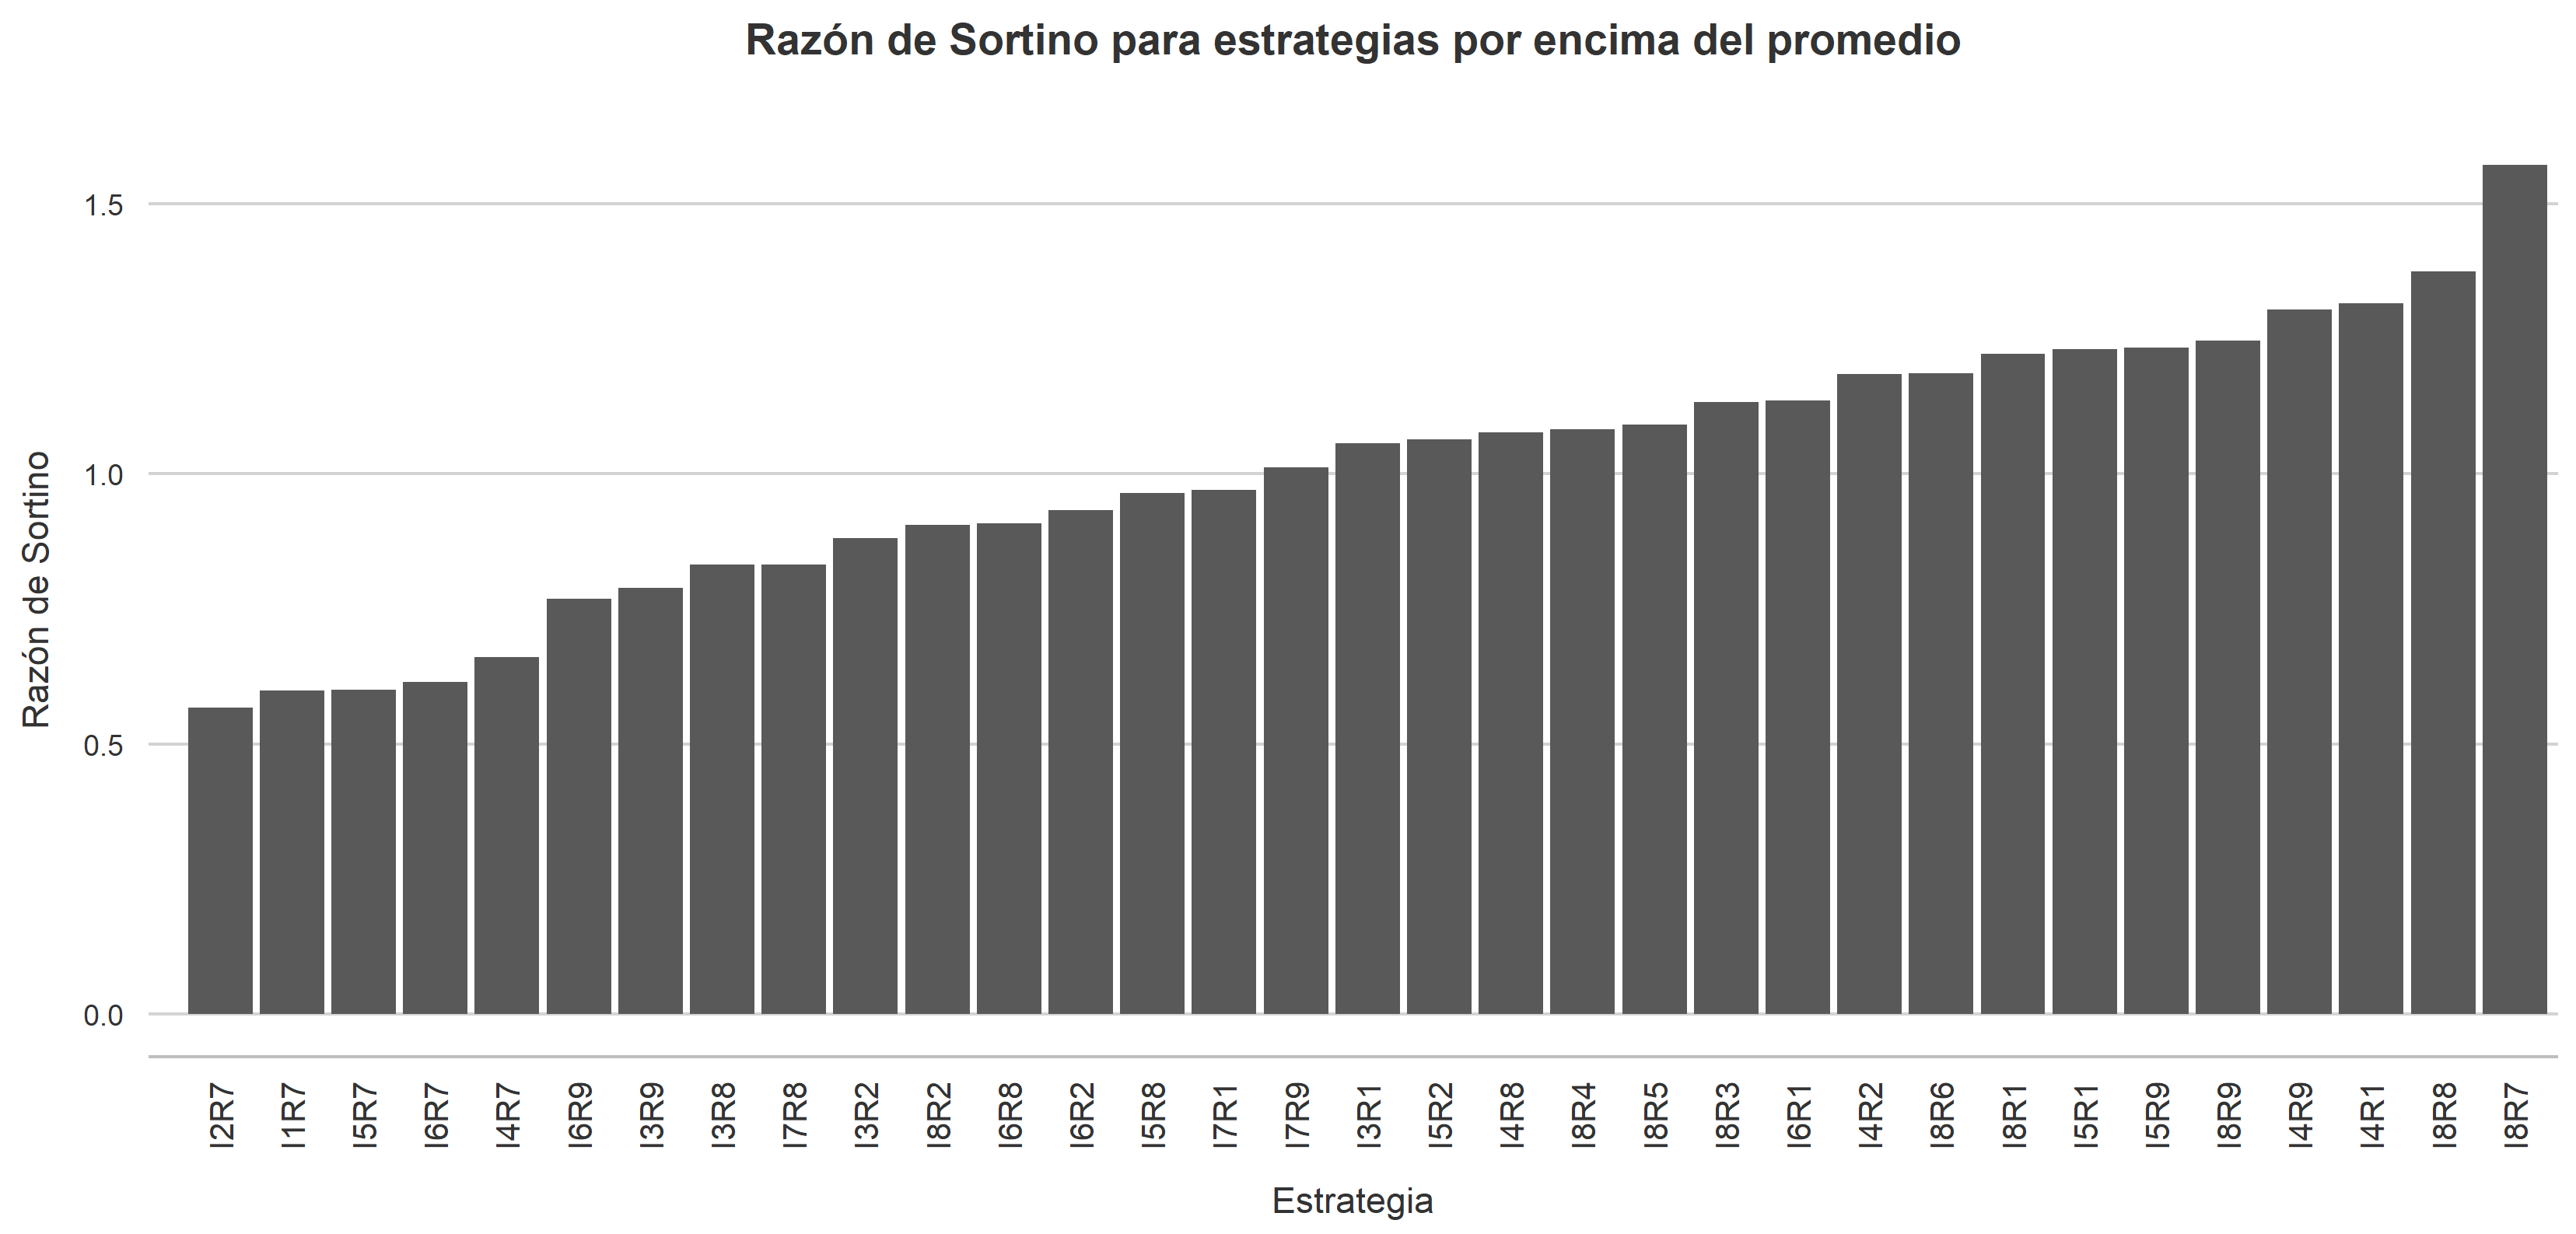 Razón de Sortino para estrategias por encima del promedio
Razón de Sortino
1.5
1.0
0.5
0.0
I2R7
I1R7
I5R7
I6R7
I4R7
I6R9
I3R9
I3R8
I7R8
I3R2
I8R2
I6R8
I6R2
I5R8
I7R1
I7R9
I3R1
I5R2
I4R8
I8R4
I8R5
I8R3
I6R1
I4R2
I8R6
I8R1
I5R1
I5R9
I8R9
I4R9
I4R1
I8R8
I8R7
Estrategia